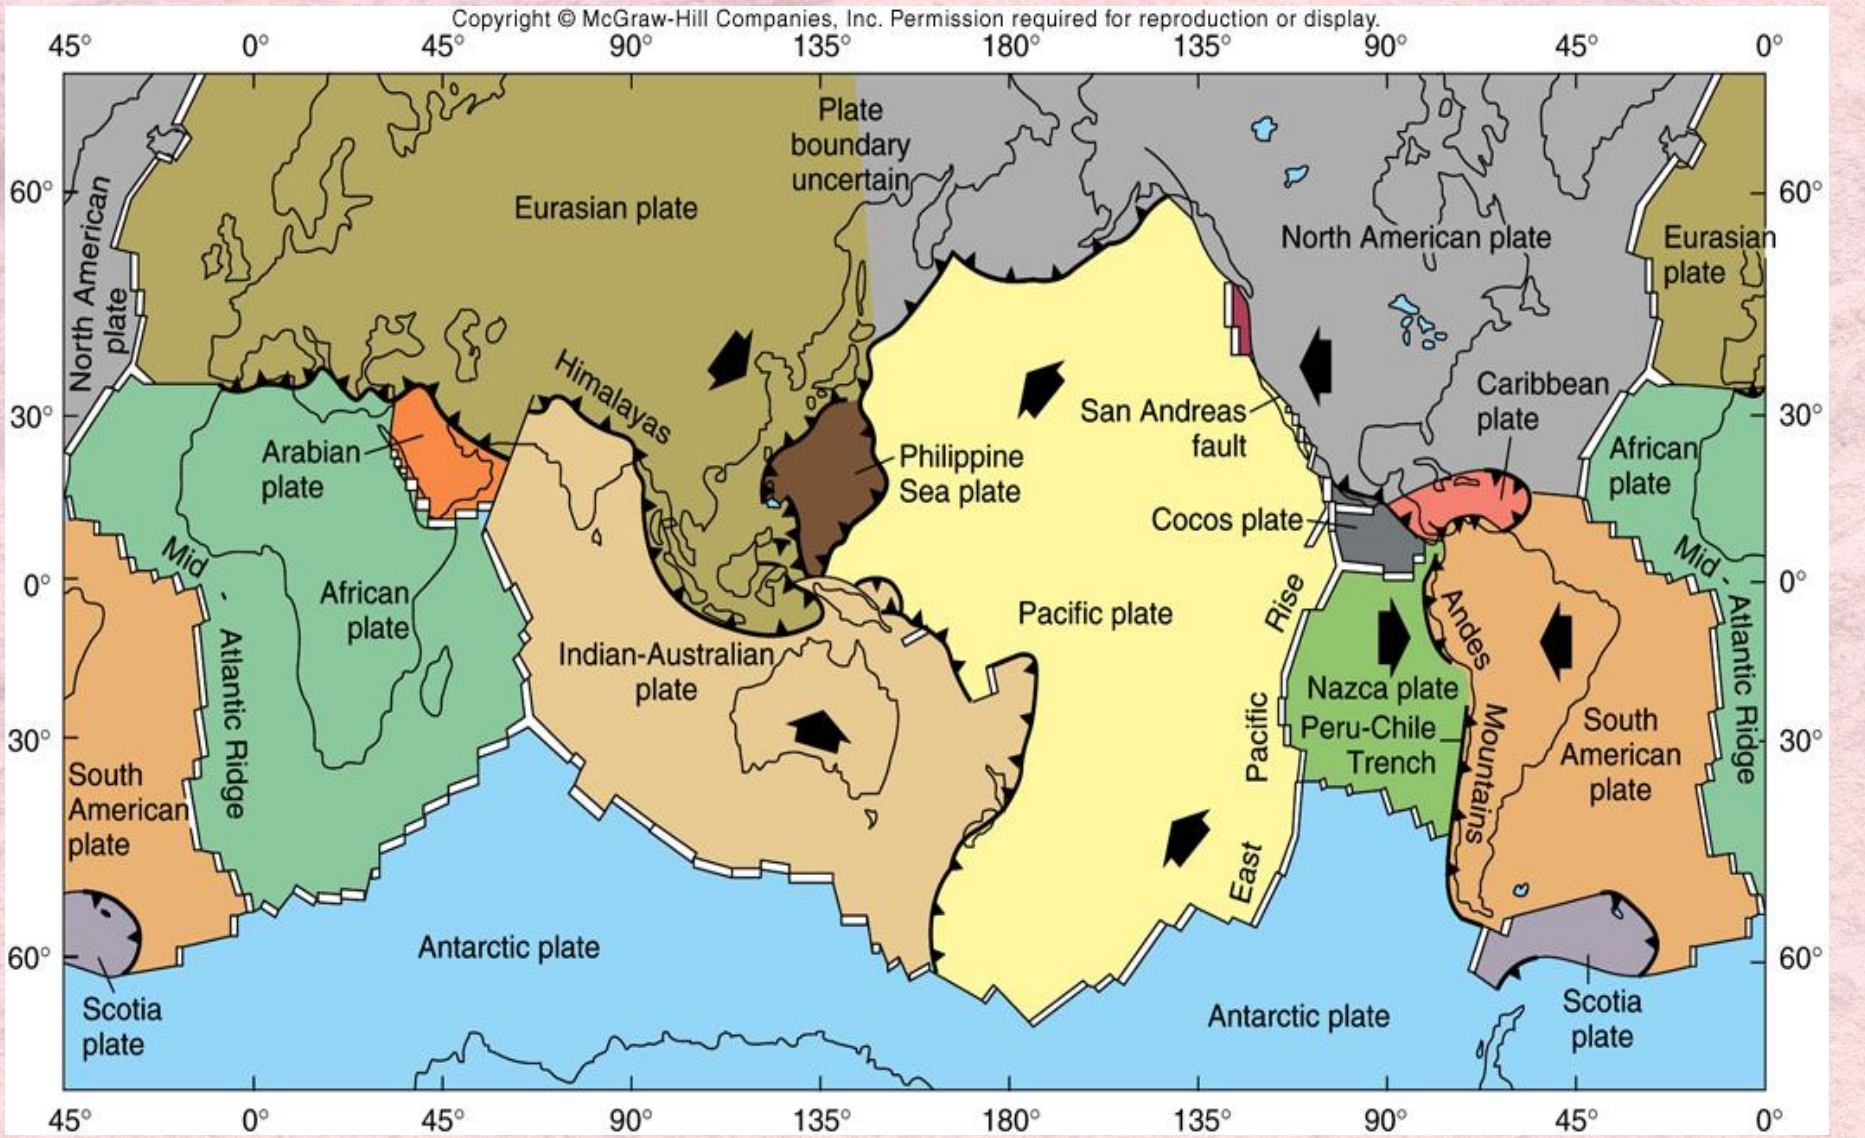 Copyright © McGraw-Hill Companies, Inc. Permission required for reproduction or display.
45° 0° 45° 90° 135° 180° 135° 90° 45° 0°
Plate
boundary
uncertain
60°
60°
Eurasian plate
North American plate
North American
plate
Eurasian
plate
Himalayas
Caribbean
plate
30°
30°
San Andreas
fault
Arabian
plate
Philippine
Sea plate
African
plate
Cocos plate
Mid - Atlantic Ridge
Mid - Atlantic Ridge
0°
0°
African
plate
Pacific plate
East Pacific Rise
Andes Mountains
Indian-Australian
plate
Nazca plate
Peru-Chile
Trench
South
American
plate
30°
30°
South
American
plate
Antarctic plate
60°
60°
Scotia
plate
Antarctic plate
Scotia
plate
45° 0° 45° 90° 135° 180° 135° 90° 45° 0°